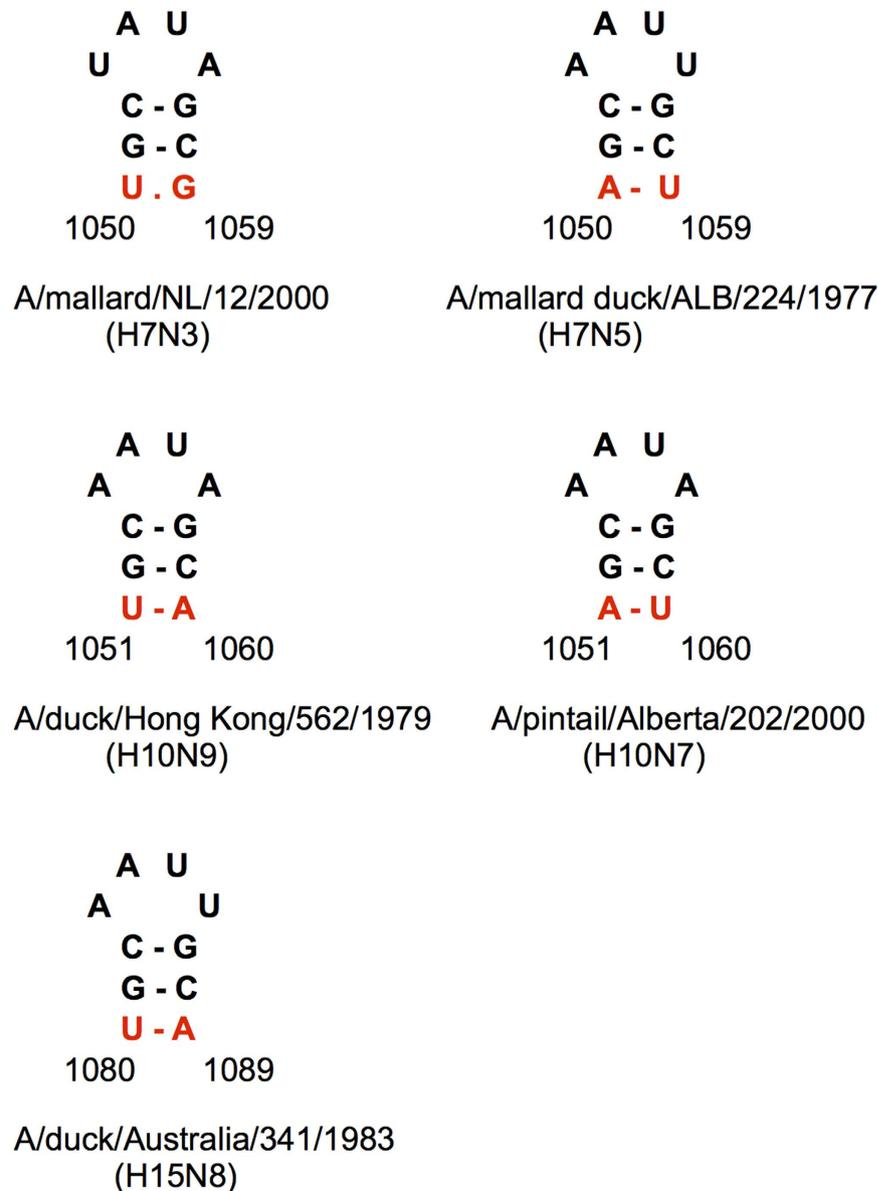 A U
U A
C - G
G - C
U . G
1050 1059
A/mallard/NL/12/2000
(H7N3)
A U
A U
C - G
G - C
A - U
1050 1059
A/mallard duck/ALB/224/1977
(H7N5)
A U
A A
C - G
G - C
U - A
1051 1060
A/duck/Hong Kong/562/1979
(H10N9)
A U
A A
C - G
G - C
A - U
1051 1060
A/pintail/Alberta/202/2000
(H10N7)
A U
A U
C - G
G - C
U - A
1080 1089
A/duck/Australia/341/1983
(H15N8)